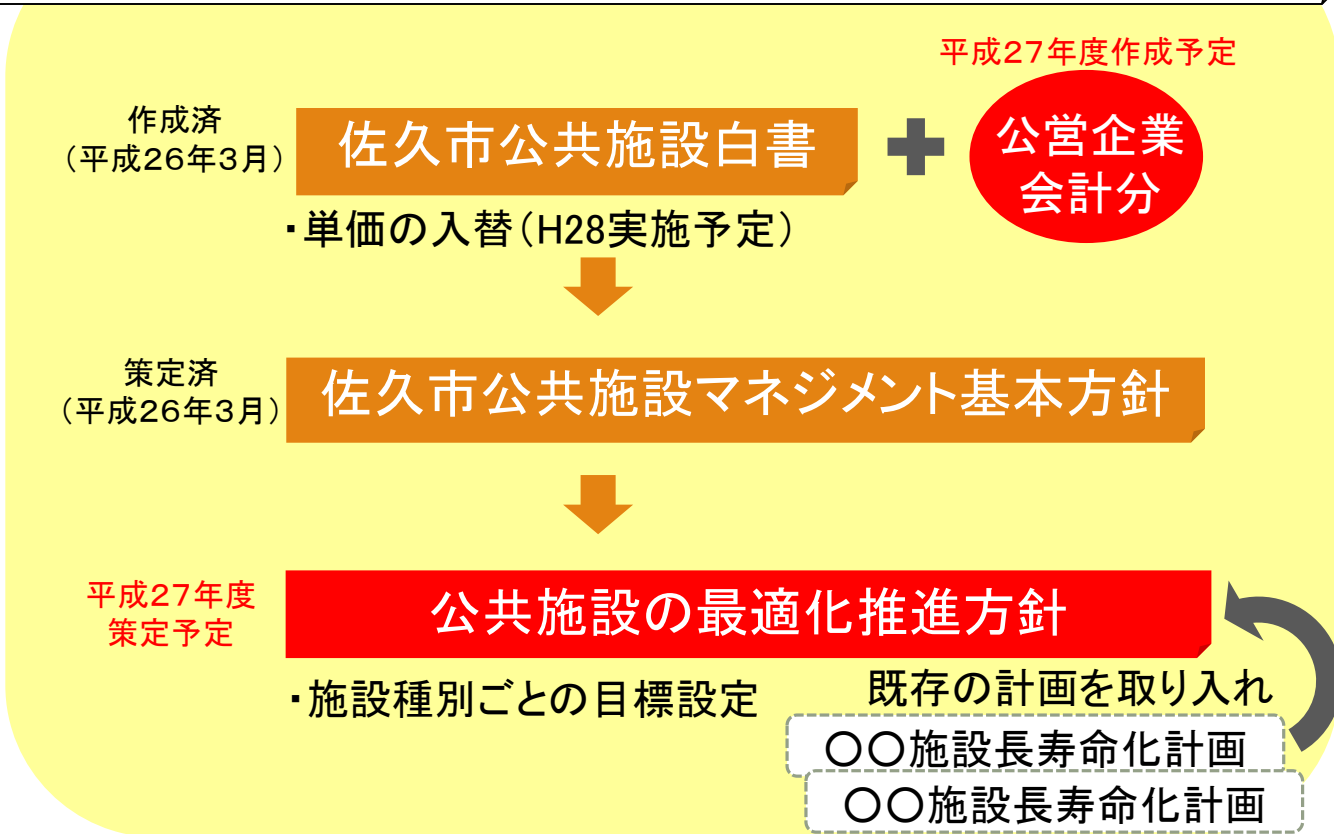 平成27年度作成予定
作成済
（平成26年3月）
佐久市公共施設白書
公営企業
会計分
・単価の入替（H28実施予定）
策定済
（平成26年3月）
佐久市公共施設マネジメント基本方針
平成27年度
策定予定
公共施設の最適化推進方針
・施設種別ごとの目標設定
既存の計画を取り入れ
〇〇施設長寿命化計画
〇〇施設長寿命化計画